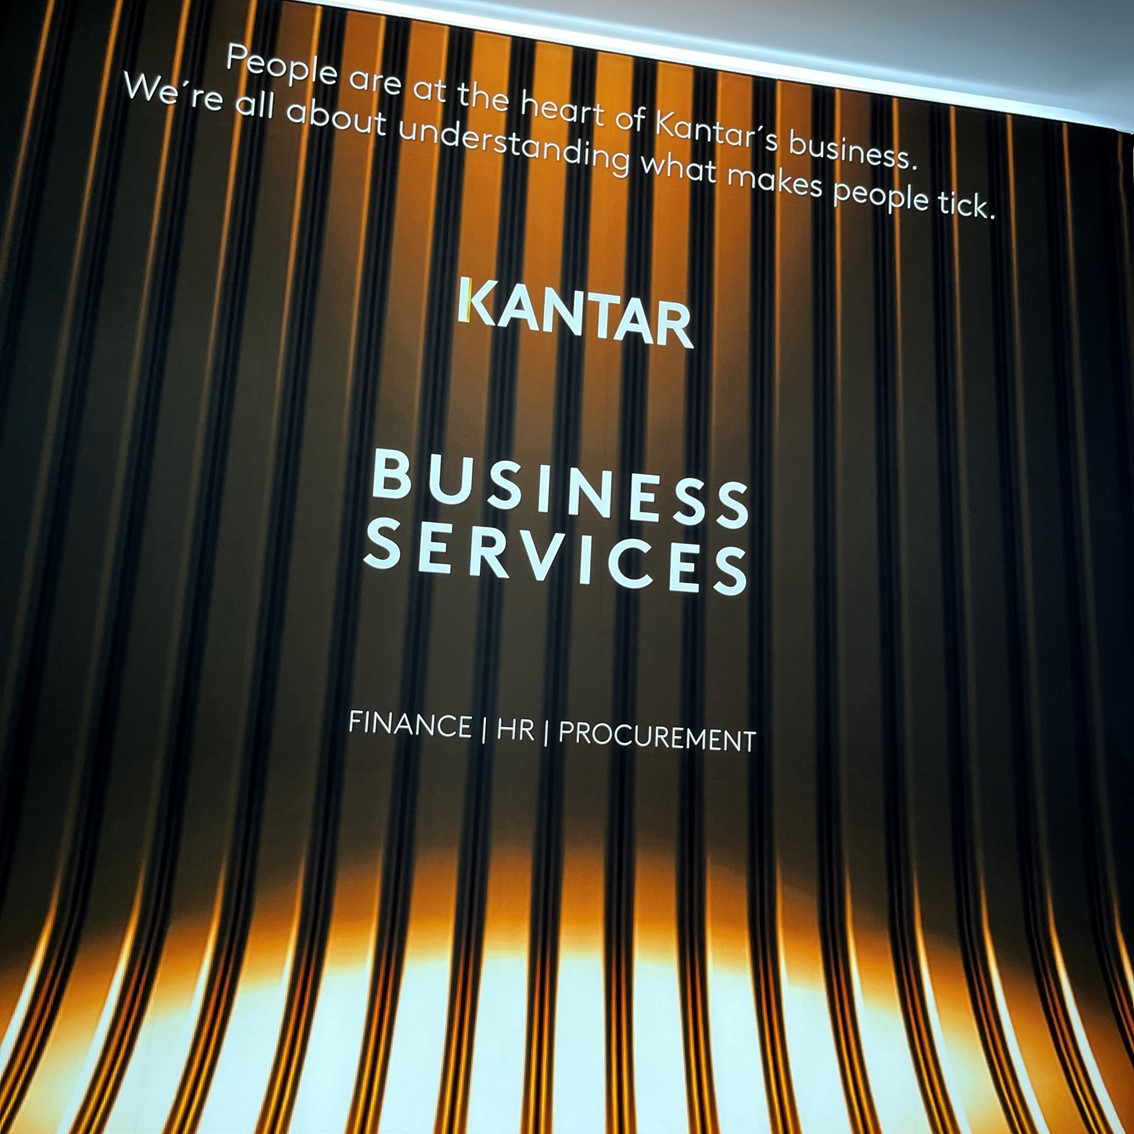 People are at the heart of Kantar´s business.
We´re all about understanding what makes people tick.
KANTAR
BUSINESS
SERVICES
FINANCE | HR | PROCUREMENT